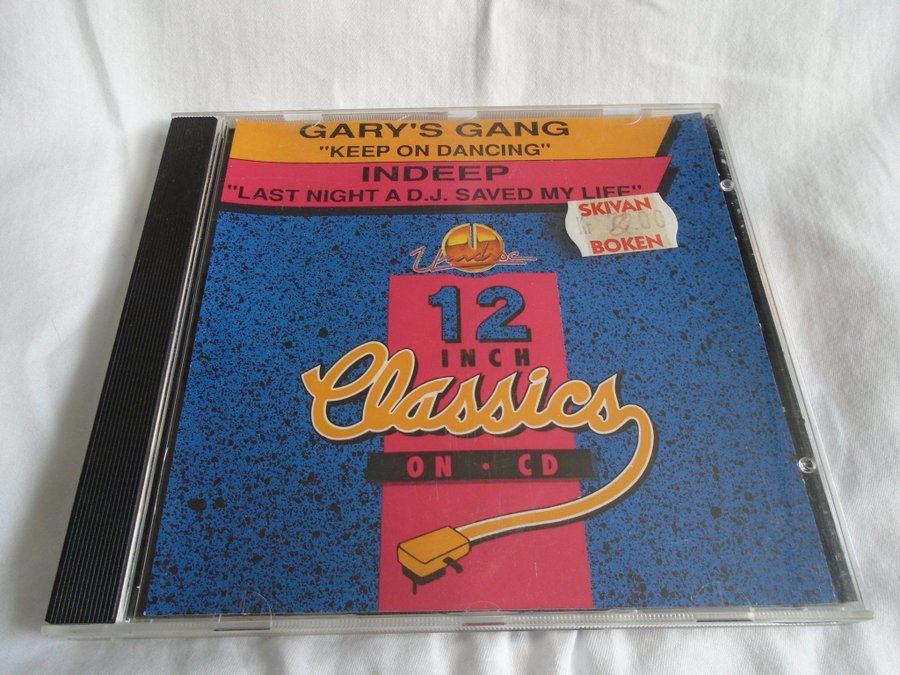 GARY'S GANG
"KEEP ON DANCING"
INDEEP
"LAST NIGHT A D.J. SAVED MY LIFE"
SKIVAN
BOKEN
12
INCH
Classics
ON · CD